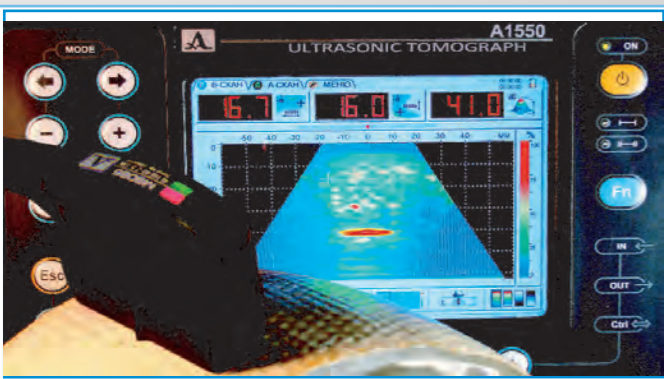 A1550
ULTRASONIC TOMOGRAPH
MODE
ON
В-СКАН А-СКАН МЕНЮ
16.7 16.0 41.0
-50 -40 -30 -20 -10 0 10 20 30 40 ММ %
0
Fn
IN
OUT
Ctrl
Esc